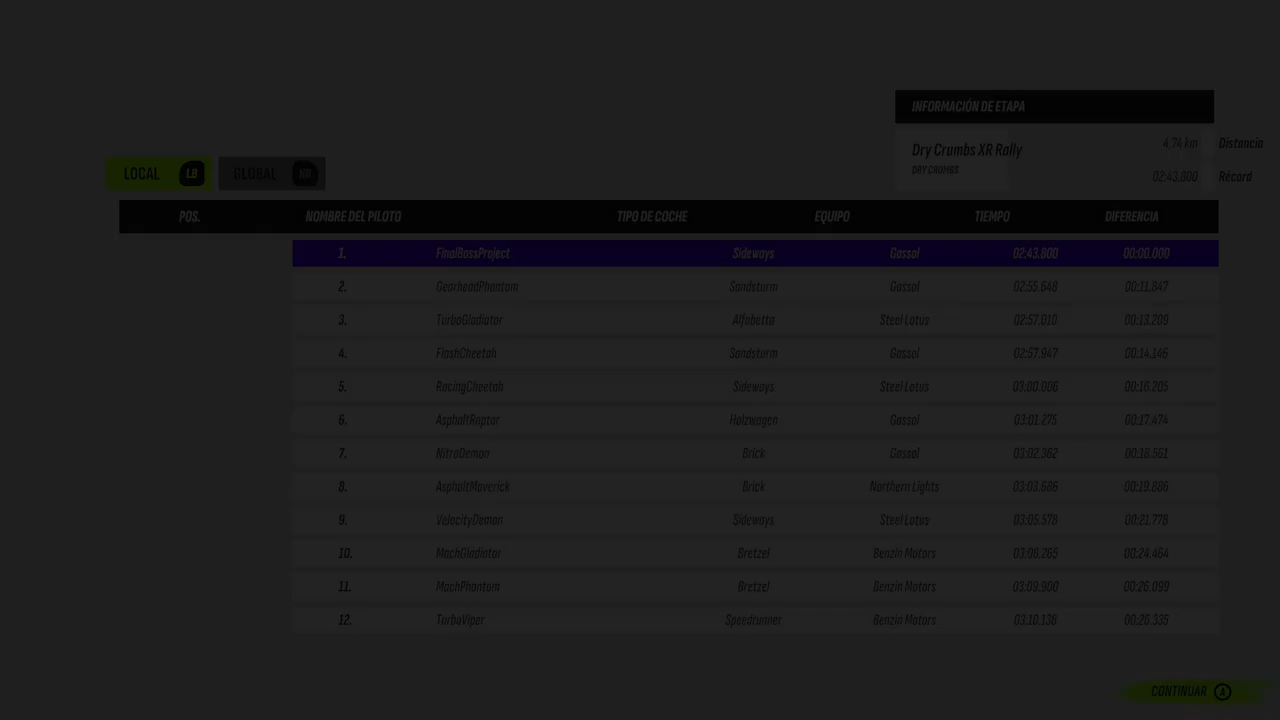 INFORMACIÓN DE ETAPA
Dry Crumbs XR Rally
DRY CRUMBS
4.74 km Distancia
02:43.800 Récord
LOCAL LB GLOBAL RB
POS. NOMBRE DEL PILOTO TIPO DE COCHE EQUIPO TIEMPO DIFERENCIA
1. FinalBossProject Sideways Gassol 02:43.800 00:00.000
2. GearheadPhantom Sandsturm Gassol 02:55.648 00:11.847
3. TurboGladiator Alfabetta Steel Lotus 02:57.010 00:13.209
4. FlashCheetah Sandsturm Gassol 02:57.947 00:14.146
5. RacingCheetah Sideways Steel Lotus 03:00.006 00:16.205
6. AsphaltRaptor Holzwagen Gassol 03:01.275 00:17.474
7. NitroDemon Brick Gassol 03:02.362 00:18.561
8. AsphaltMaverick Brick Northern Lights 03:03.686 00:19.886
9. VelocityDemon Sideways Steel Lotus 03:05.578 00:21.778
10. MachGladiator Bretzel Benzin Motors 03:08.265 00:24.464
11. MachPhantom Bretzel Benzin Motors 03:09.900 00:26.099
12. TurboViper Speedrunner Benzin Motors 03:10.136 00:26.335
CONTINUAR A